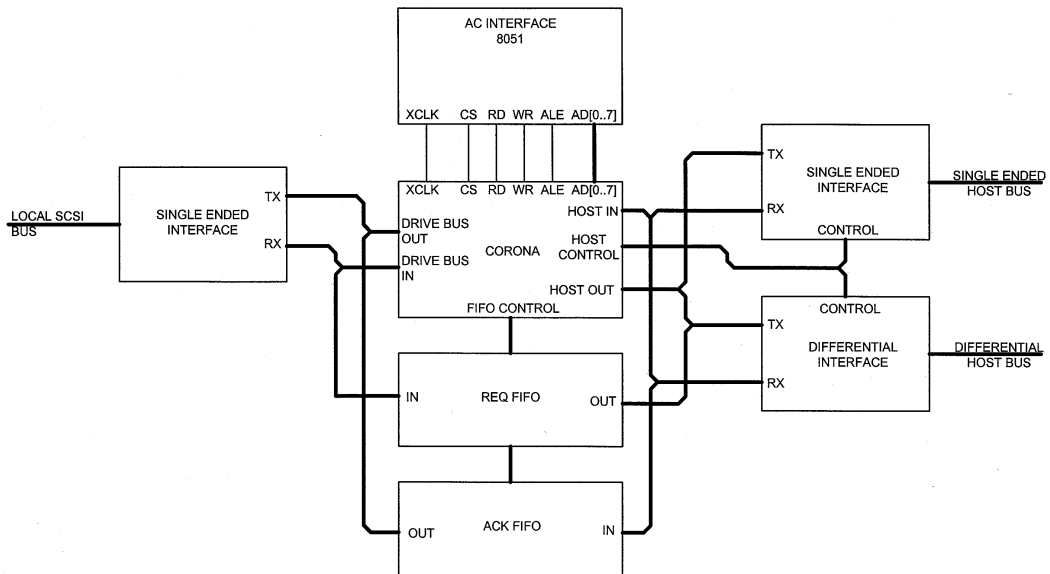 AC INTERFACE
8051
XCLK CS RD WR ALE AD[0..7]
XCLK CS RD WR ALE AD[0..7]
LOCAL SCSI
BUS
SINGLE ENDED
INTERFACE
TX
RX
DRIVE BUS
OUT
DRIVE BUS
IN
CORONA
HOST IN
HOST
CONTROL
HOST OUT
FIFO CONTROL
TX
RX
SINGLE ENDED
INTERFACE
CONTROL
SINGLE ENDED
HOST BUS
CONTROL
TX
RX
DIFFERENTIAL
INTERFACE
DIFFERENTIAL
HOST BUS
IN
REQ FIFO
OUT
OUT
ACK FIFO
IN